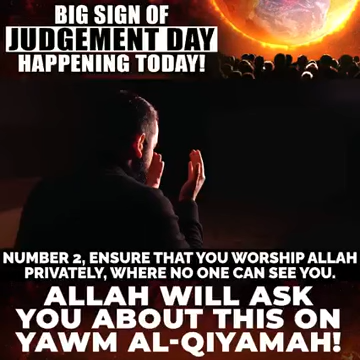 BIG SIGN OF
JUDGEMENT DAY
HAPPENING TODAY!
NUMBER 2, ENSURE THAT YOU WORSHIP ALLAH
PRIVATELY, WHERE NO ONE CAN SEE YOU.
ALLAH WILL ASK
YOU ABOUT THIS ON
YAWM AL-QIYAMAH!